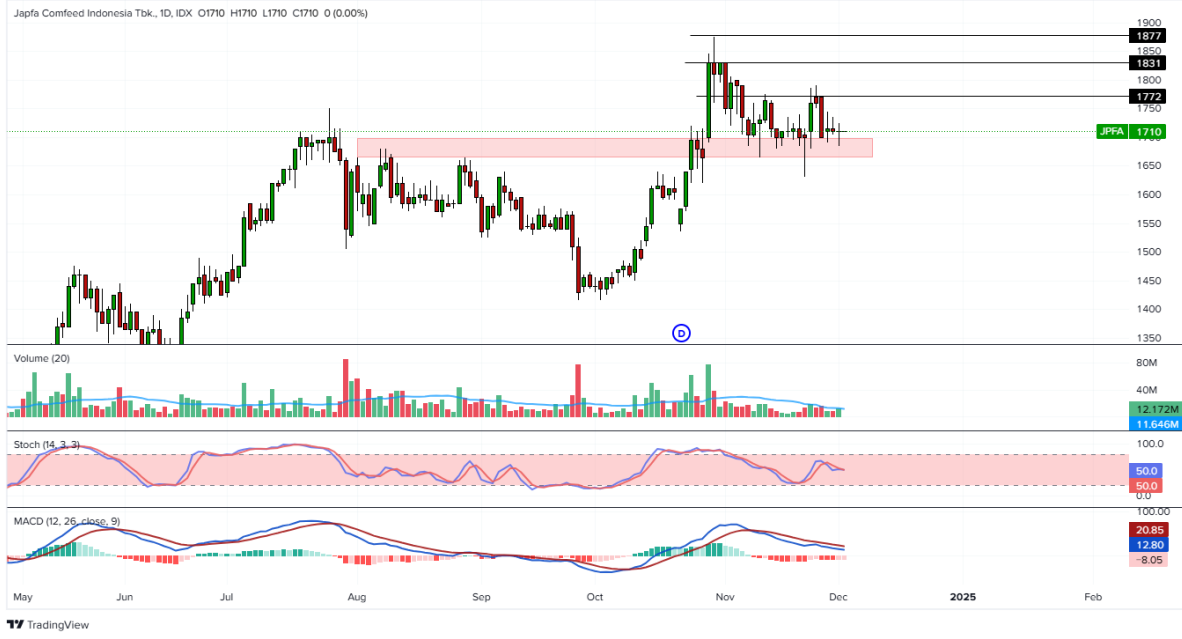 Japfa Comfeed Indonesia Tbk., 1D, IDX O1710 H1710 L1710 C1710 0 (0.00%)
1900
1877
1850
1831
1800
1772
1750
JPFA 1710
1700
1650
1600
1550
1500
1450
1400
1350
D
Volume (20)
80M
40M
12.172M
11.646M
Stoch (14, 3, 3)
100.0
50.0
50.0
0.0
MACD (12, 26, close, 9)
100.00
20.85
12.80
−8.05
May Jun Jul Aug Sep Oct Nov Dec 2025 Feb
TradingView